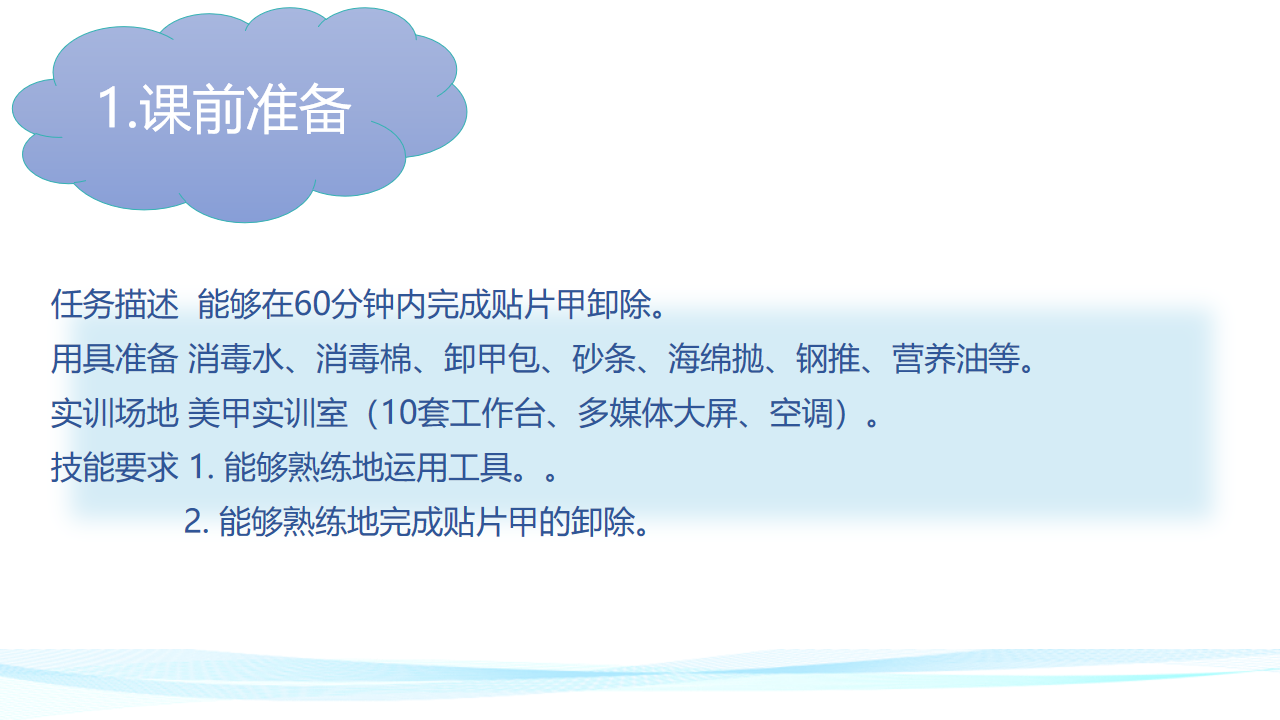 1.课前准备
任务描述  能够在60分钟内完成贴片甲卸除。
用具准备 消毒水、消毒棉、卸甲包、砂条、海绵抛、钢推、营养油等。
实训场地 美甲实训室（10套工作台、多媒体大屏、空调）。
技能要求 1. 能够熟练地运用工具。。
2. 能够熟练地完成贴片甲的卸除。